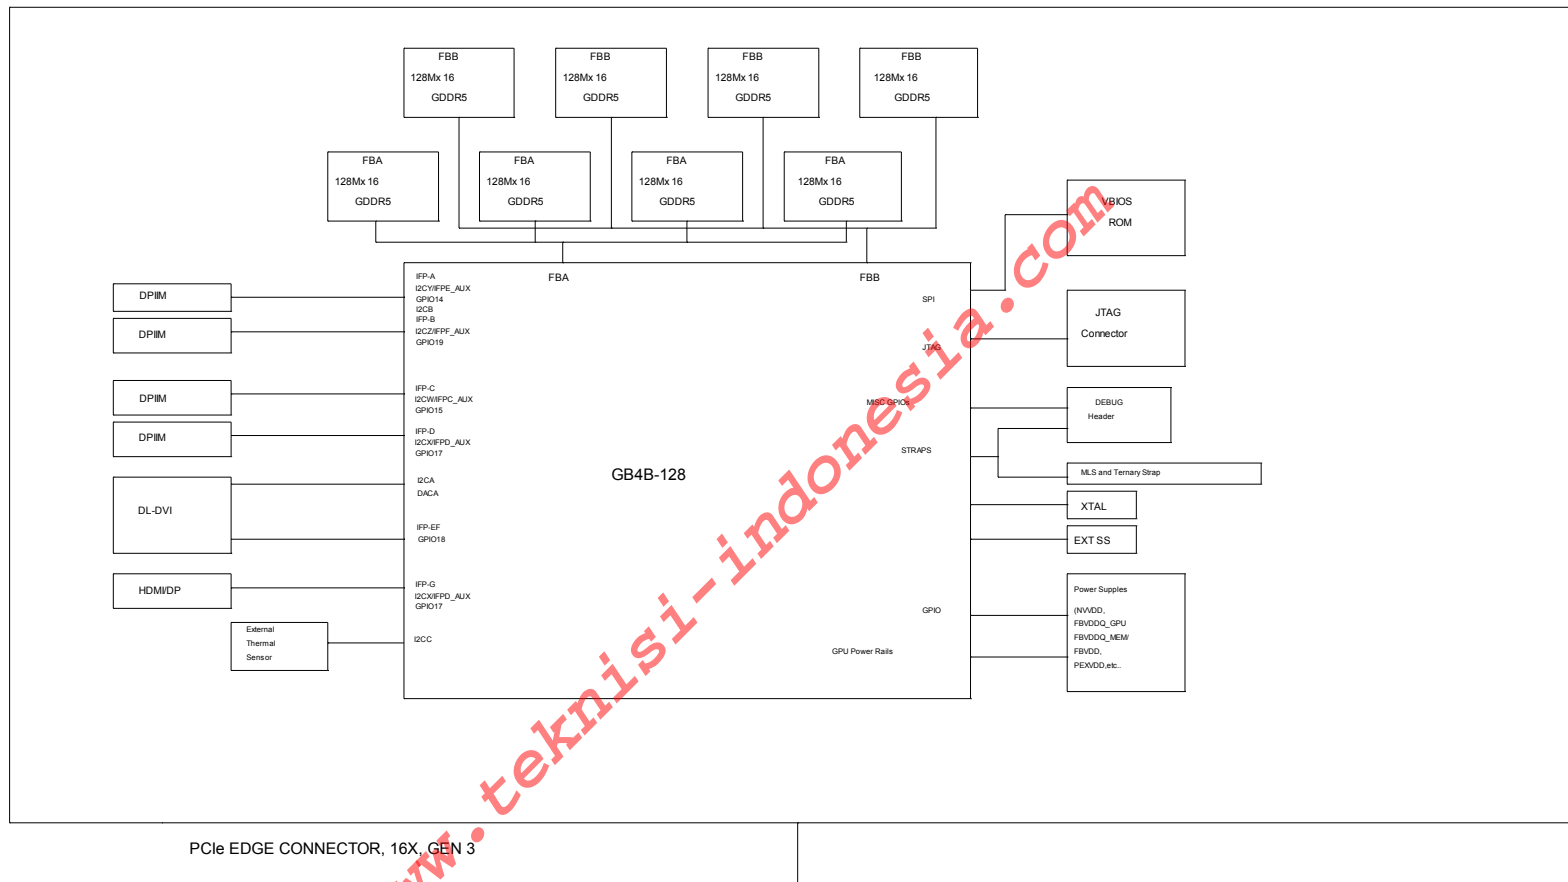 FBB
128Mx 16
GDDR5
FBB
128Mx 16
GDDR5
FBB
128Mx 16
GDDR5
FBB
128Mx 16
GDDR5
FBA
128Mx 16
GDDR5
FBA
128Mx 16
GDDR5
FBA
128Mx 16
GDDR5
FBA
128Mx 16
GDDR5
FBA
FBB
DPIIM
DPIIM
DPIIM
DPIIM
DL-DVI
HDMI/DP
External
Thermal
Sensor
IFP-A
I2CY/IFPE_AUX
GPIO14
I2CB
IFP-B
I2CZ/IFPF_AUX
GPIO19
IFP-C
I2CW/IFPC_AUX
GPIO15
IFP-D
I2CX/IFPD_AUX
GPIO17
I2CA
DACA
IFP-EF
GPIO18
IFP-G
I2CX/IFPD_AUX
GPIO17
I2CC
GB4B-128
SPI
JTAG
MISC GPIOs
STRAPS
GPIO
GPU Power Rails
VBIOS
ROM
JTAG
Connector
DEBUG
Header
MLS and Ternary Strap
XTAL
EXT SS
Power Supples
(NVVDD,
FBVDDQ_GPU
FBVDDQ_MEM/
FBVDD,
PEXVDD,etc..
PCIe EDGE CONNECTOR, 16X, GEN 3
w.teknisi-indonesia.com